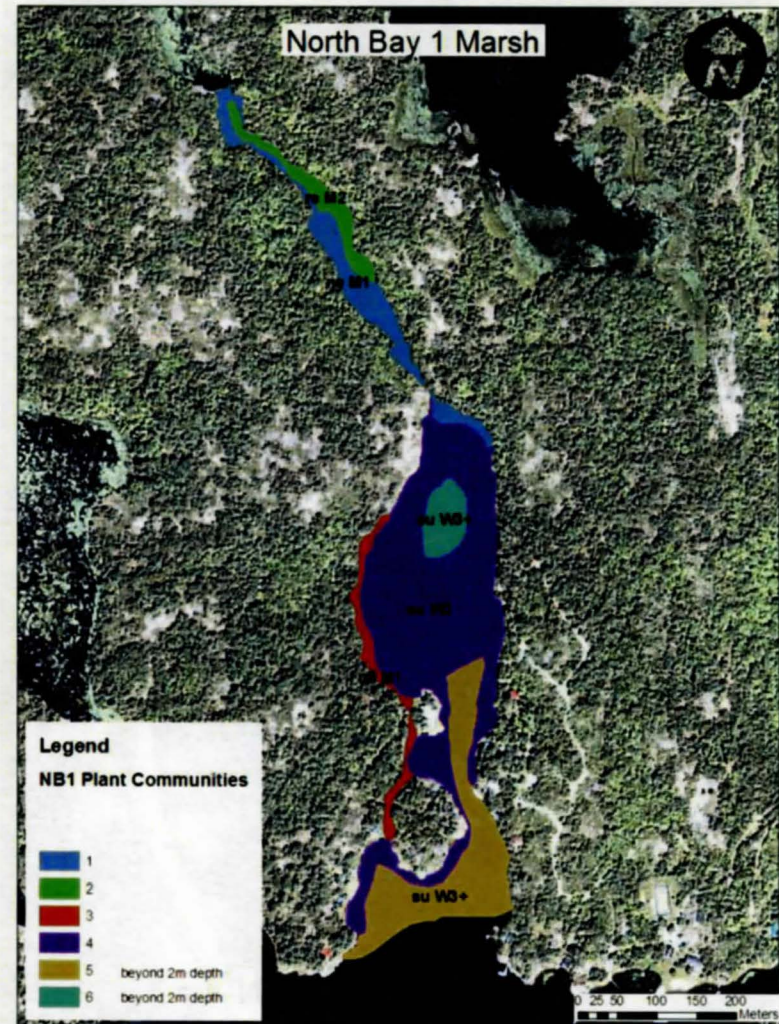 North Bay 1 Marsh
N
su W3+
su W3+
Legend
NB1 Plant Communities
1
2
3
4
5 beyond 2m depth
6 beyond 2m depth
0 25 50 100 150 200
Meters